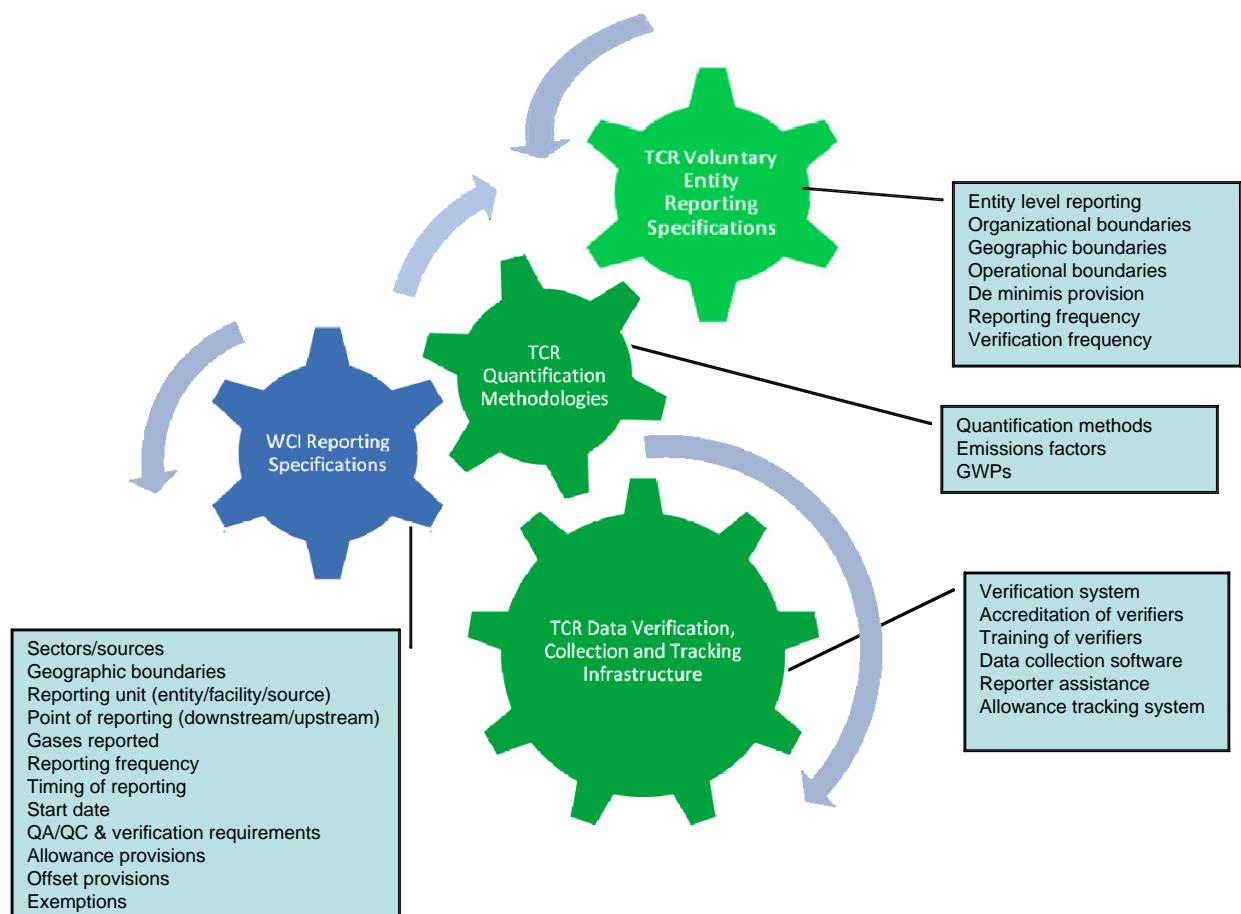 TCR Voluntary
Entity
Reporting
Specifications
Entity level reporting
Organizational boundaries
Geographic boundaries
Operational boundaries
De minimis provision
Reporting frequency
Verification frequency
TCR
Quantification
Methodologies
Quantification methods
Emissions factors
GWPs
WCI Reporting
Specifications
TCR Data Verification,
Collection and Tracking
Infrastructure
Verification system
Accreditation of verifiers
Training of verifiers
Data collection software
Reporter assistance
Allowance tracking system
Sectors/sources
Geographic boundaries
Reporting unit (entity/facility/source)
Point of reporting (downstream/upstream)
Gases reported
Reporting frequency
Timing of reporting
Start date
QA/QC & verification requirements
Allowance provisions
Offset provisions
Exemptions